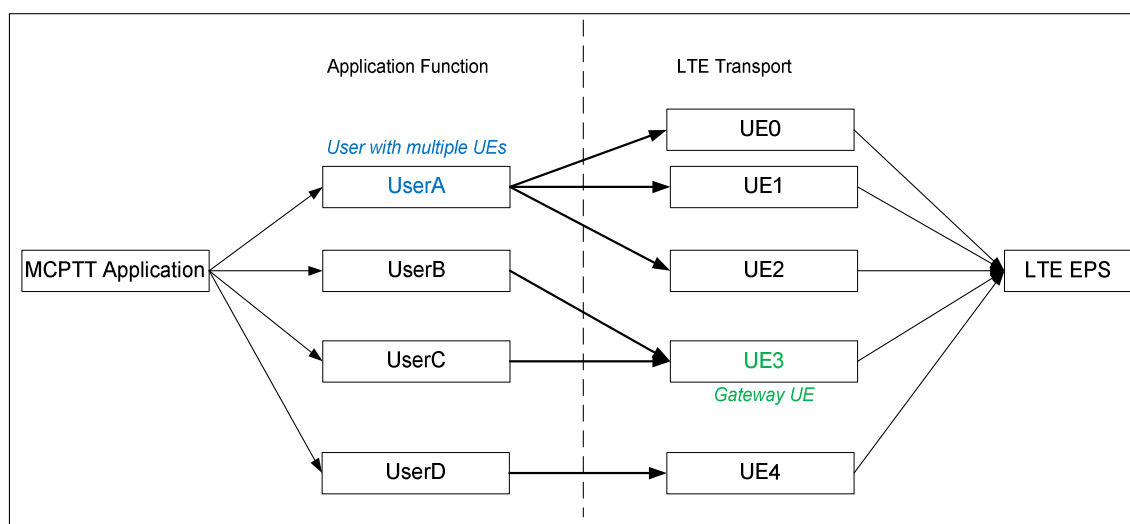 Application Function
LTE Transport
User with multiple UEs
UserA
UserB
UserC
UserD
MCPTT Application
UE0
UE1
UE2
UE3
Gateway UE
UE4
LTE EPS